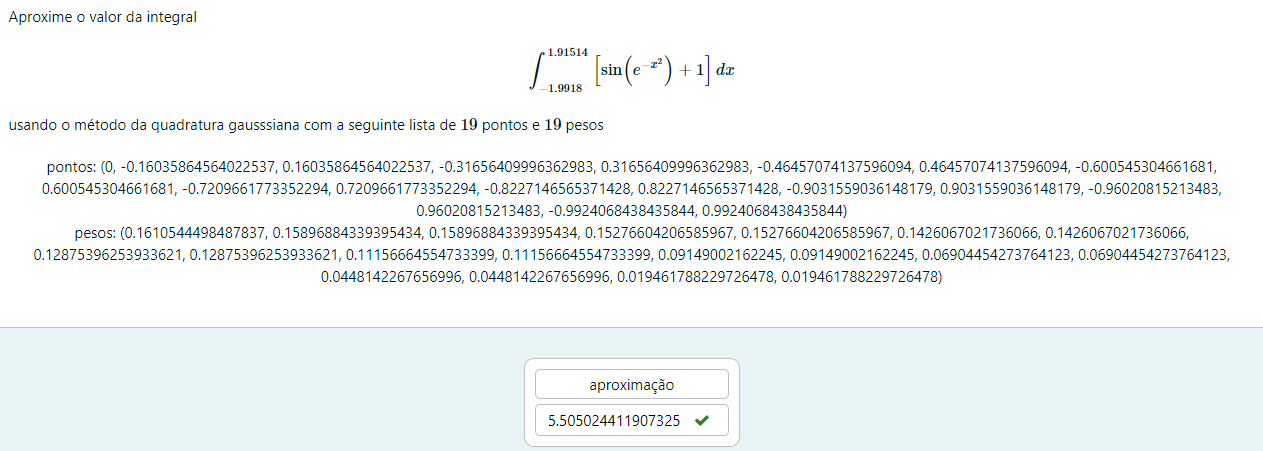 Aproxime o valor da integral
∫_{-1.9918}^{1.91514} [sin(e^{-x^2}) + 1] dx
usando o método da quadratura gausssiana com a seguinte lista de 19 pontos e 19 pesos
pontos: (0, -0.16035864564022537, 0.16035864564022537, -0.31656409996362983, 0.31656409996362983, -0.46457074137596094, 0.46457074137596094, -0.600545304661681,
0.600545304661681, -0.7209661773352294, 0.7209661773352294, -0.8227146565371428, 0.8227146565371428, -0.9031559036148179, 0.9031559036148179, -0.96020815213483,
0.96020815213483, -0.9924068438435844, 0.9924068438435844)
pesos: (0.1610544498487837, 0.15896884339395434, 0.15896884339395434, 0.15276604206585967, 0.15276604206585967, 0.1426067021736066, 0.1426067021736066,
0.12875396253933621, 0.12875396253933621, 0.11156664554733399, 0.11156664554733399, 0.09149002162245, 0.09149002162245, 0.06904454273764123, 0.06904454273764123,
0.0448142267656996, 0.0448142267656996, 0.019461788229726478, 0.019461788229726478)
aproximação
5.505024411907325